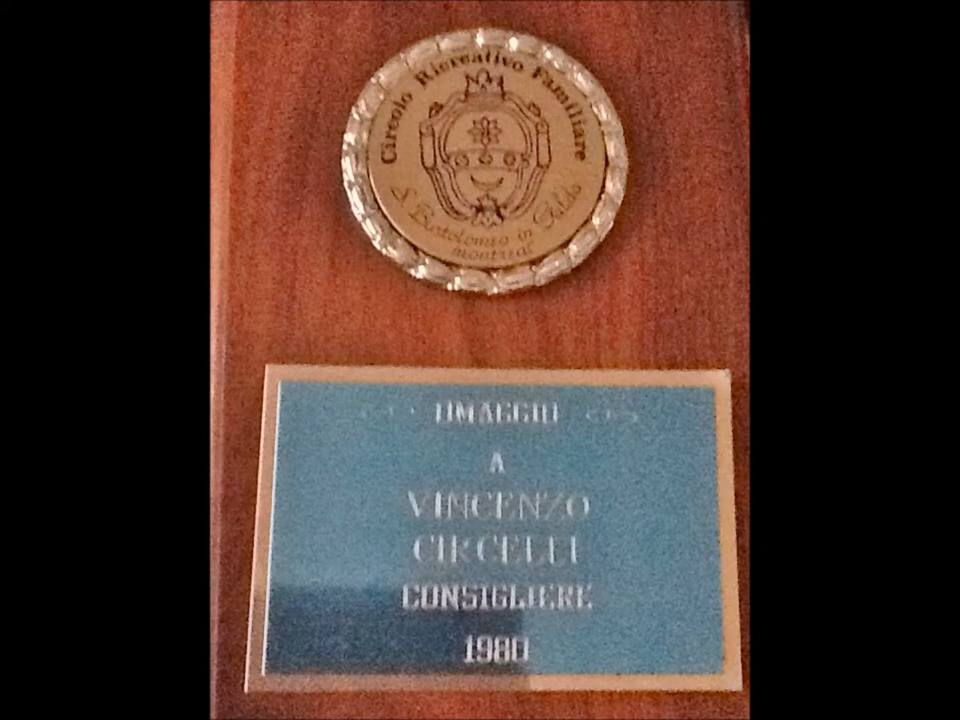 Circolo Ricreativo Familiare
S. Bartolomeo in Galdo
montreal
OMAGGIO
A
VINCENZO
CIRCELLI
CONSIGLIERE
1980